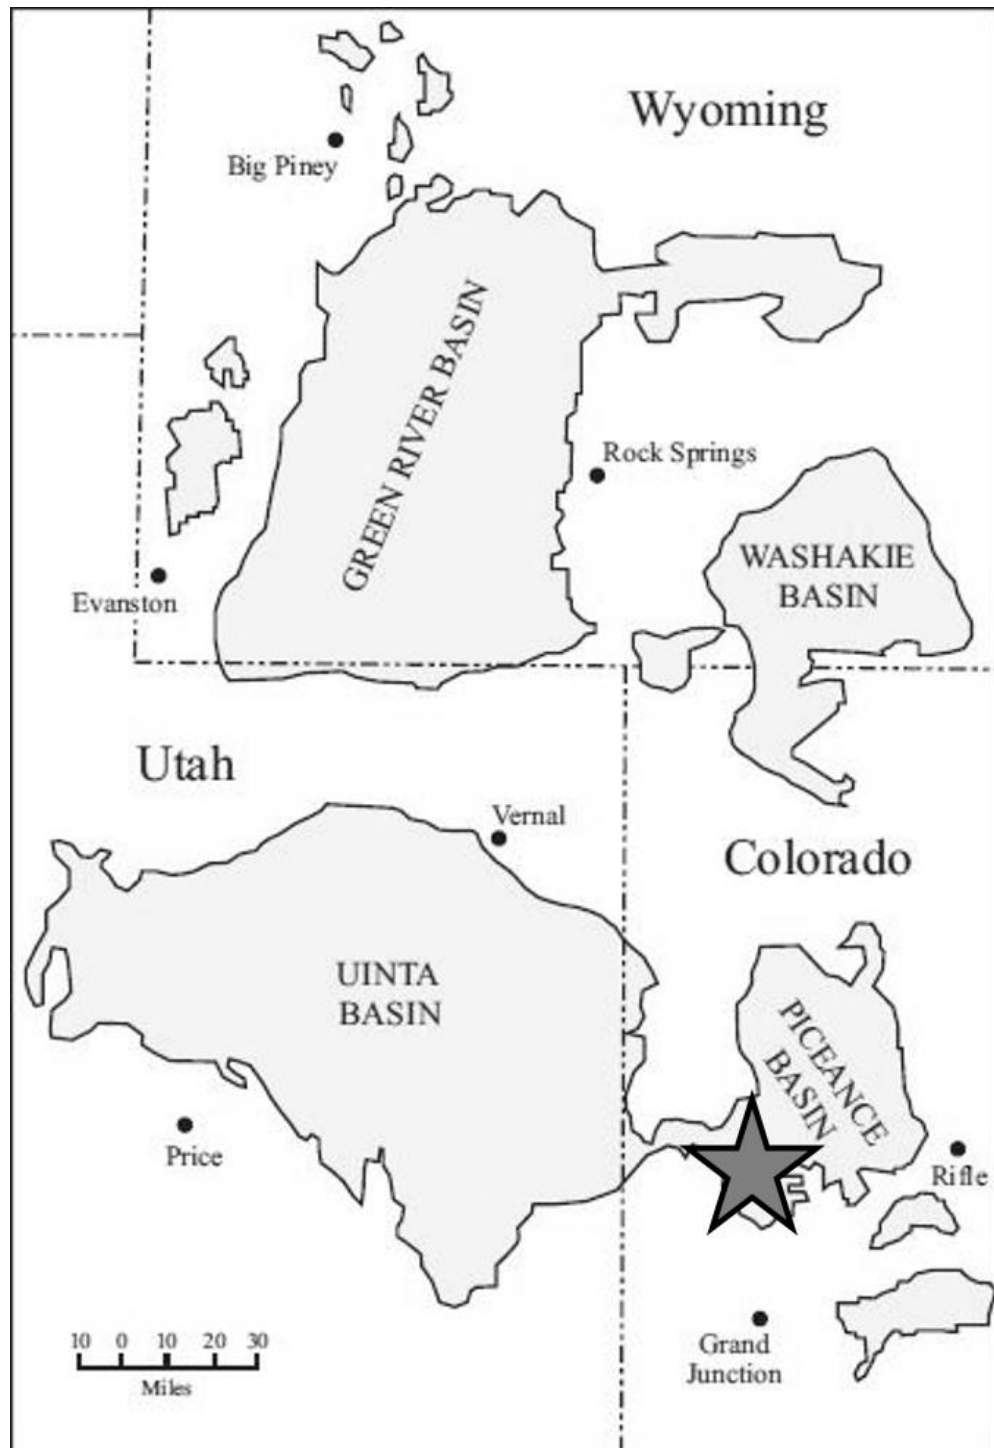 Wyoming
Big Piney
GREEN RIVER BASIN
Rock Springs
WASHAKIE
BASIN
Evanston
Utah
Vernal
Colorado
UINTA
BASIN
PICEANCE
BASIN
Price
Rifle
10 0 10 20 30
Miles
Grand
Junction